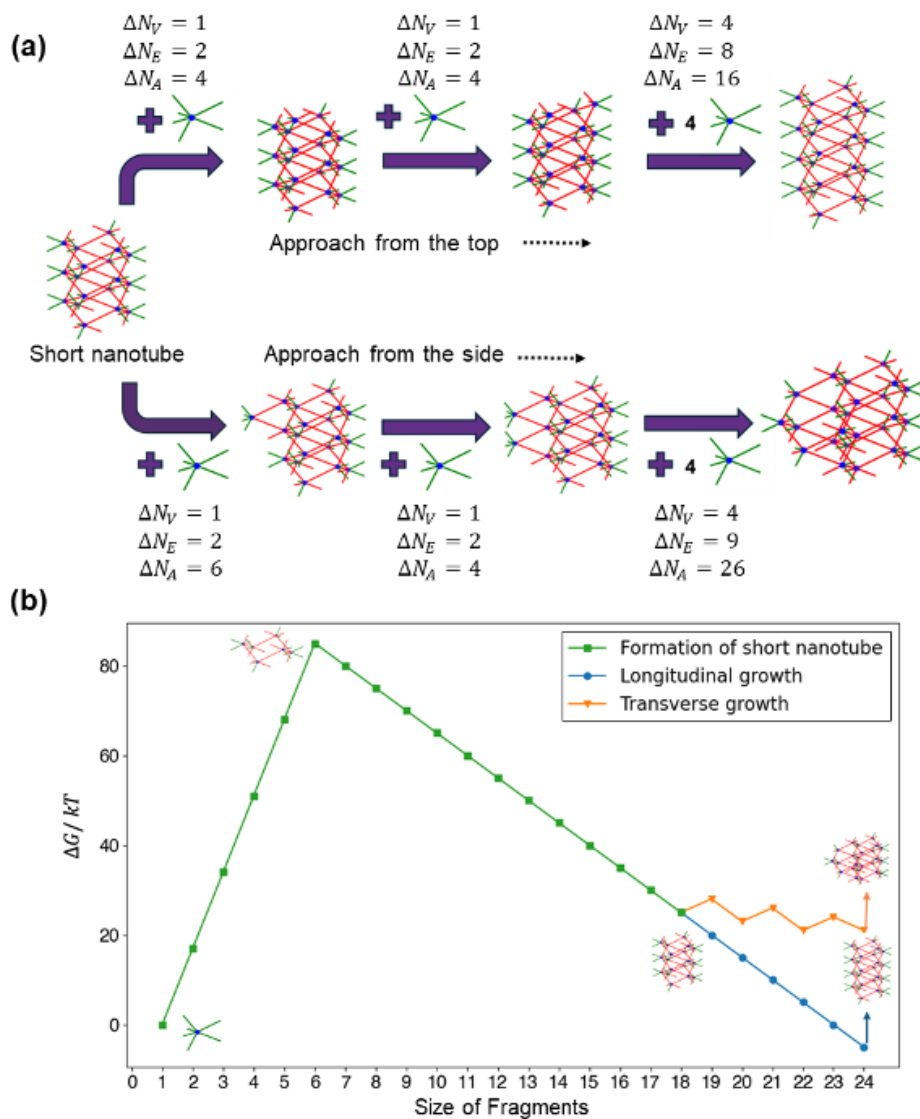 (a)
ΔN_V = 1
ΔN_E = 2
ΔN_A = 4
ΔN_V = 1
ΔN_E = 2
ΔN_A = 4
ΔN_V = 4
ΔN_E = 8
ΔN_A = 16
4
Approach from the top
Short nanotube
Approach from the side
4
ΔN_V = 1
ΔN_E = 2
ΔN_A = 6
ΔN_V = 1
ΔN_E = 2
ΔN_A = 4
ΔN_V = 4
ΔN_E = 9
ΔN_A = 26
(b)
Formation of short nanotube
Longitudinal growth
Transverse growth
80
60
40
20
0
ΔG/kT
0 1 2 3 4 5 6 7 8 9 10 11 12 13 14 15 16 17 18 19 20 21 22 23 24
Size of Fragments